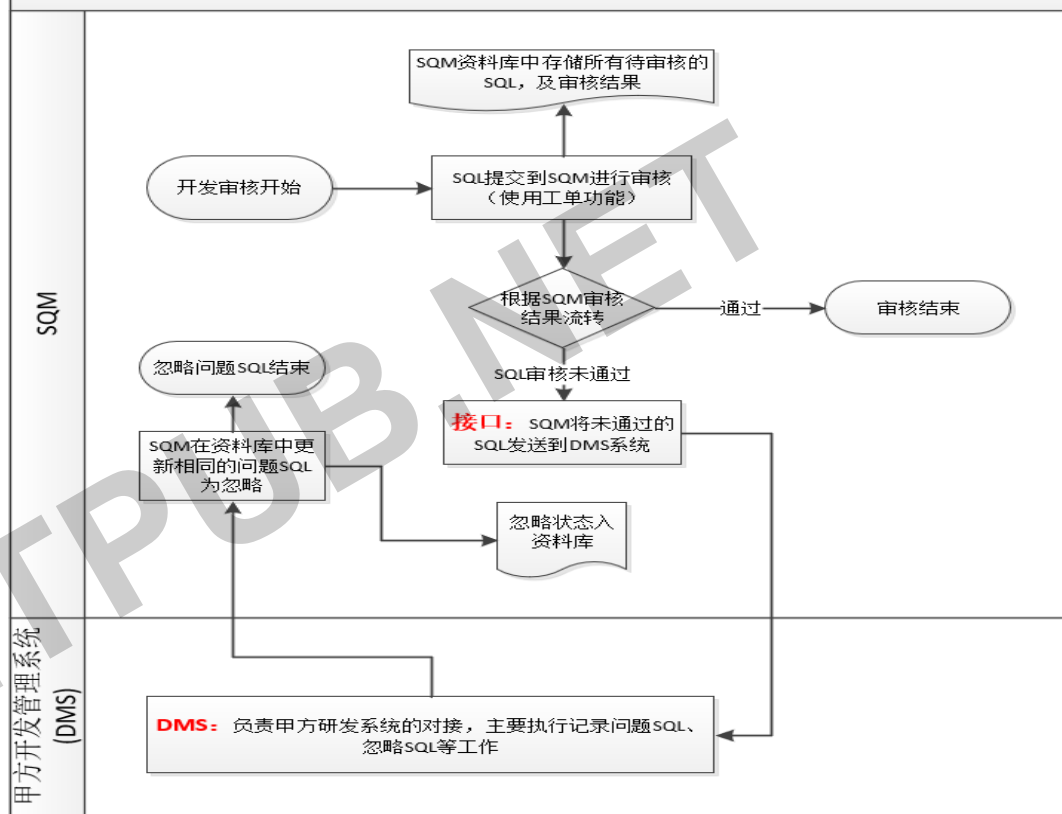 SQM资料库中存储所有待审核的
SQL，及审核结果
开发审核开始
SQL提交到SQM进行审核
（使用工单功能）
根据SQM审核
结果流转
通过
审核结束
SQL审核未通过
接口：SQM将未通过的
SQL发送到DMS系统
忽略问题SQL结束
SQM在资料库中更
新相同的问题SQL
为忽略
忽略状态入
资料库
SQM
甲方开发管理系统
(DMS)
DMS：负责甲方研发系统的对接，主要执行记录问题SQL、
忽略SQL等工作
TPUB.NET